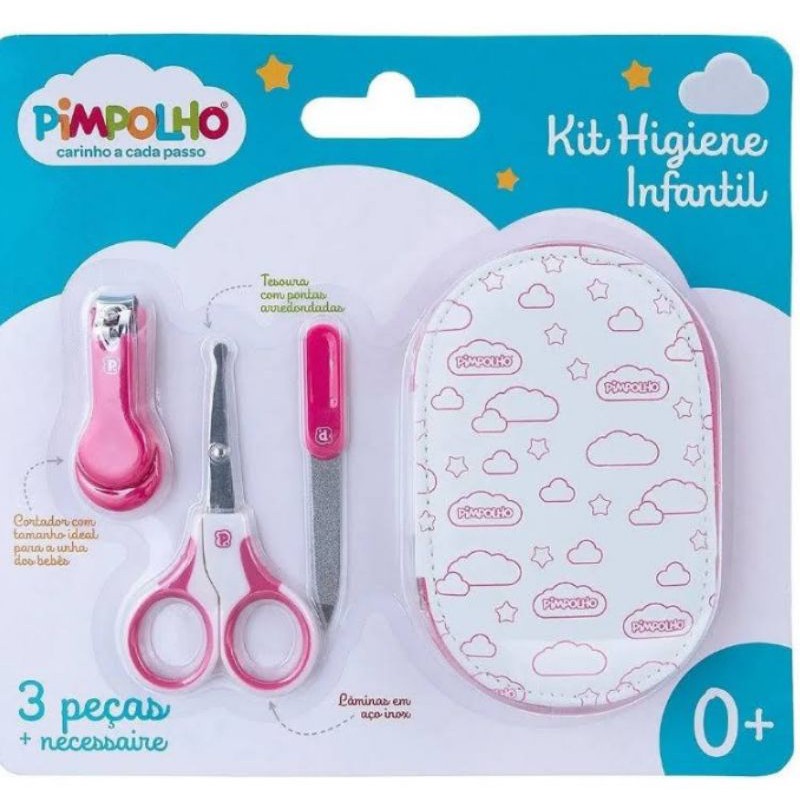 PiMPOLHO®
carinho a cada passo
Kit Higiene
Infantil
Tesoura
com pontas
arredondadas
PiMPOLHO
PiMPOLHO
PiMPOLHO
PiMPOLHO
PiMPOLHO
Cortador com
tamanho ideal
para a unha
dos bebês
Lâminas em
aço inox
3 peças
+ necessaire
0+